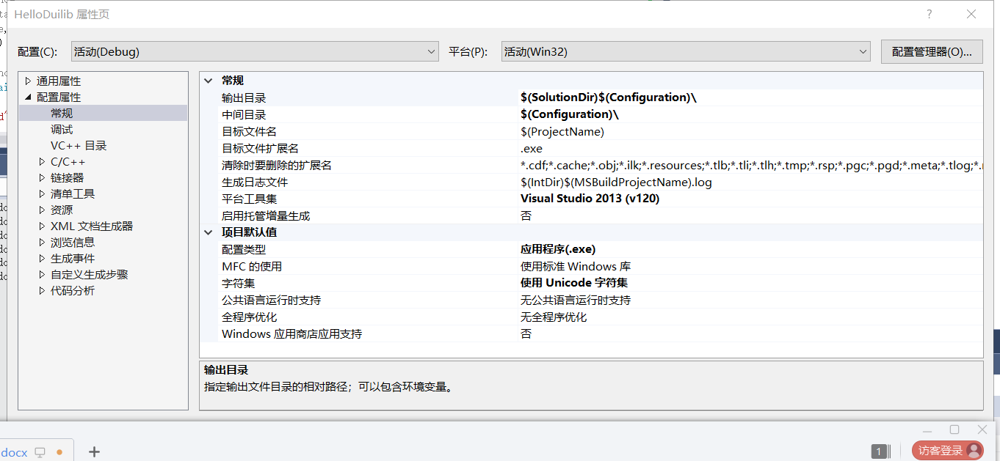 HelloDuilib 属性页
配置(C): 活动(Debug) 平台(P): 活动(Win32) 配置管理器(O)...
通用属性
配置属性
常规
调试
VC++ 目录
C/C++
链接器
清单工具
资源
XML 文档生成器
浏览信息
生成事件
自定义生成步骤
代码分析
常规
输出目录 $(SolutionDir)$(Configuration)\
中间目录 $(Configuration)\
目标文件名 $(ProjectName)
目标文件扩展名 .exe
清除时要删除的扩展名 *.cdf;*.cache;*.obj;*.ilk;*.resources;*.tlb;*.tli;*.tlh;*.tmp;*.rsp;*.pgc;*.pgd;*.meta;*.tlog;*.
生成日志文件 $(IntDir)$(MSBuildProjectName).log
平台工具集 Visual Studio 2013 (v120)
启用托管增量生成 否
项目默认值
配置类型 应用程序(.exe)
MFC 的使用 使用标准 Windows 库
字符集 使用 Unicode 字符集
公共语言运行时支持 无公共语言运行时支持
全程序优化 无全程序优化
Windows 应用商店应用支持 否
输出目录
指定输出文件目录的相对路径；可以包含环境变量。
docx
1 访客登录